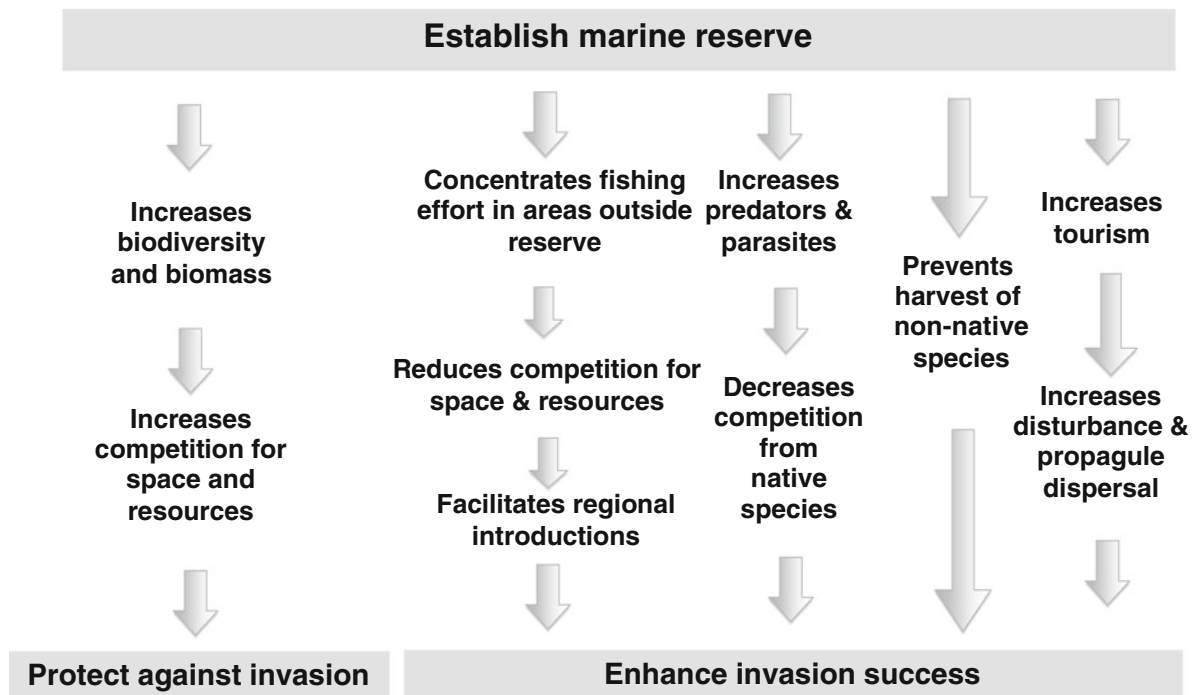 Establish marine reserve
Increases
biodiversity
and biomass
Increases
competition for
space and
resources
Concentrates fishing
effort in areas outside
reserve
Reduces competition for
space & resources
Facilitates regional
introductions
Increases
predators &
parasites
Decreases
competition
from
native
species
Prevents
harvest of
non-native
species
Increases
tourism
Increases
disturbance &
propagule
dispersal
Protect against invasion
Enhance invasion success